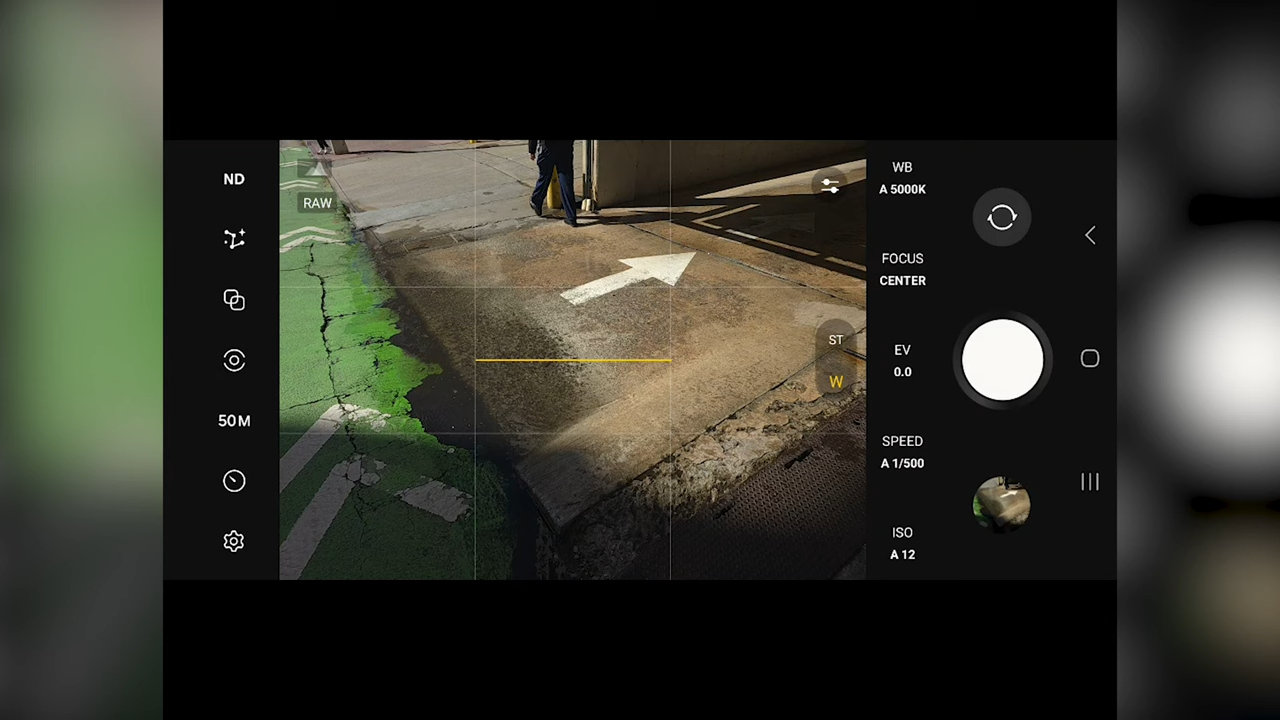 ND
50M
RAW
ST
W
WB
A 5000K
FOCUS
CENTER
EV
0.0
SPEED
A 1/500
ISO
A 12